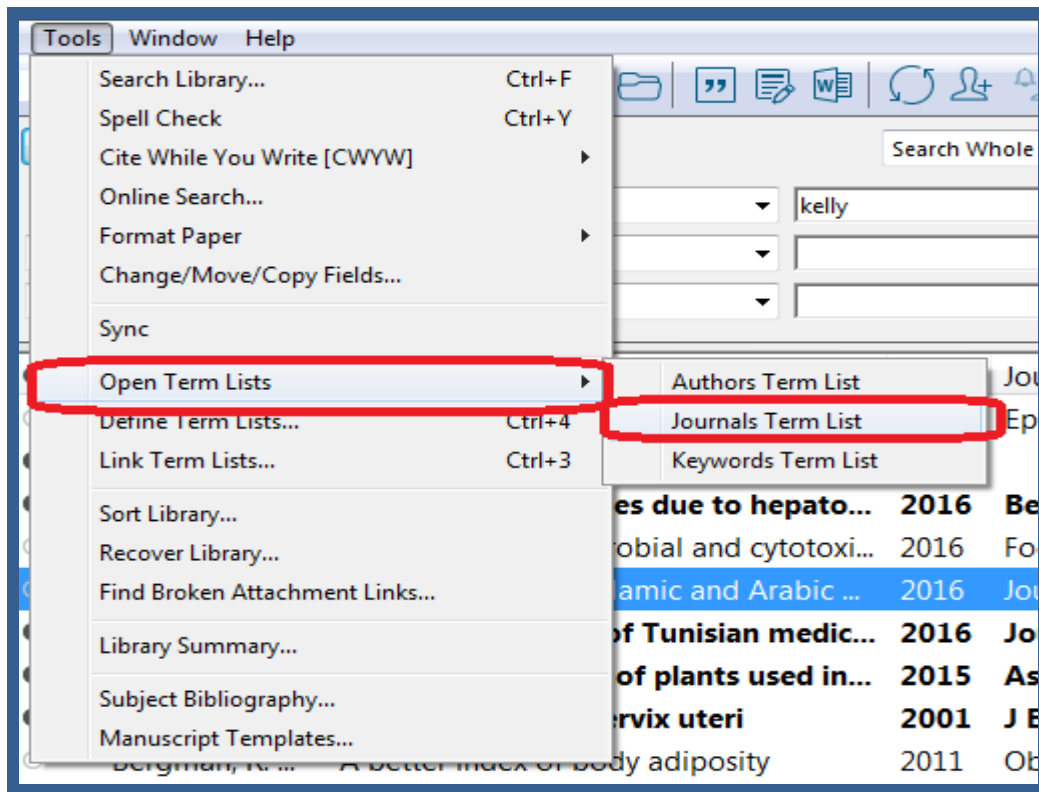 Tools Window Help
Search Library... Ctrl+F
Spell Check Ctrl+Y
Cite While You Write [CWYW]
Search Whole
Online Search...
kelly
Format Paper
Change/Move/Copy Fields...
Sync
Open Term Lists
Authors Term List
Define Term Lists... Ctrl+4
Journals Term List
Link Term Lists... Ctrl+3
Keywords Term List
Sort Library...
es due to hepato... 2016 Be
Recover Library...
obial and cytotoxi... 2016 Fo
Find Broken Attachment Links...
lamic and Arabic ... 2016 Jou
Library Summary...
of Tunisian medic... 2016 Jo
of plants used in... 2015 As
Subject Bibliography...
ervix uteri 2001 J E
Manuscript Templates...
Bergman, R. ... A better index of body adiposity 2011 Ob